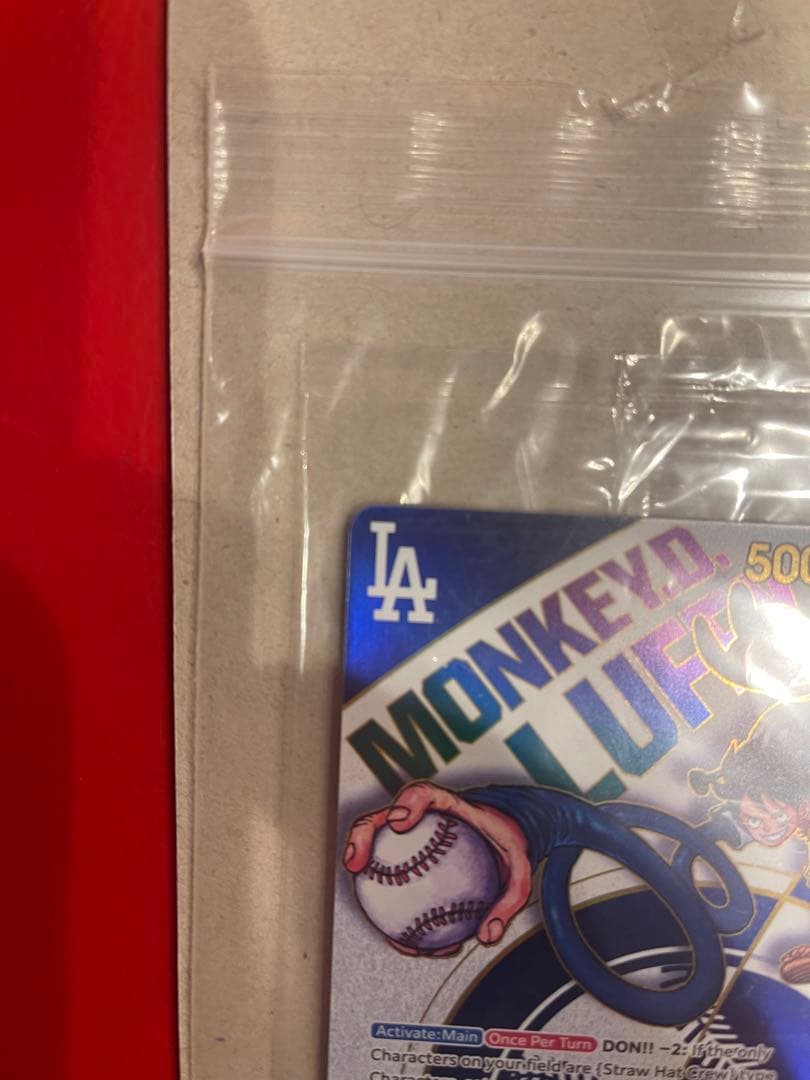 LA
MONKEY.D.
500
LUFF
Activate:Main Once Per Turn DON!! −2: If the only
Characters on your field are {Straw Hat Crew} type